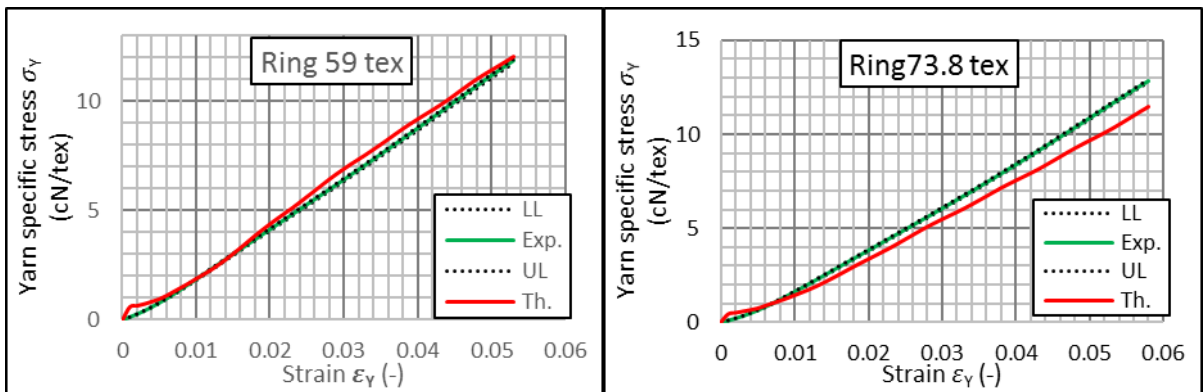 Ring 59 tex
Yarn specific stress σY
(cN/tex)
10
5
0
0 0.01 0.02 0.03 0.04 0.05 0.06
Strain εY (-)
LL
Exp.
UL
Th.
Ring73.8 tex
Yarn specific stress σY
(cN/tex)
15
10
5
0
0 0.01 0.02 0.03 0.04 0.05 0.06
Strain εY (-)
LL
Exp.
UL
Th.